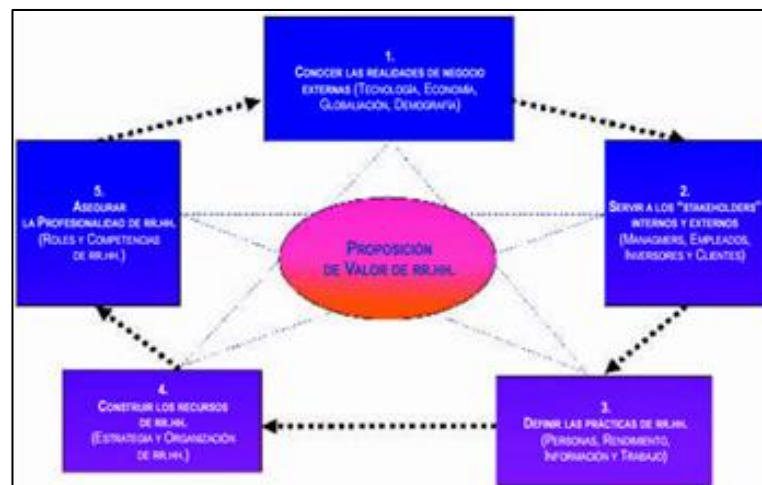 1.
CONOCER LAS REALIDADES DE NEGOCIO
EXTERNAS (TECNOLOGÍA, ECONOMÍA,
GLOBALIACIÓN, DEMOGRAFÍA)
2.
SERVIR A LOS "STAKEHOLDERS"
INTERNOS Y EXTERNOS
(MANAGMERS, EMPLEADOS,
INVERSORES Y CLIENTES)
3.
DEFINIR LAS PRÁCTICAS DE RR.HH.
(PERSONAS, RENDIMIENTO,
INFORMACIÓN Y TRABAJO)
4.
CONSTRUIR LOS RECURSOS
DE RR.HH.
(ESTRATEGIA Y ORGANIZACIÓN
DE RR.HH.)
5.
ASEGURAR
LA PROFESIONALIDAD DE RR.HH.
(ROLES Y COMPETENCIAS
DE RR.HH.)
PROPOSICIÓN
DE VALOR DE RR.HH.